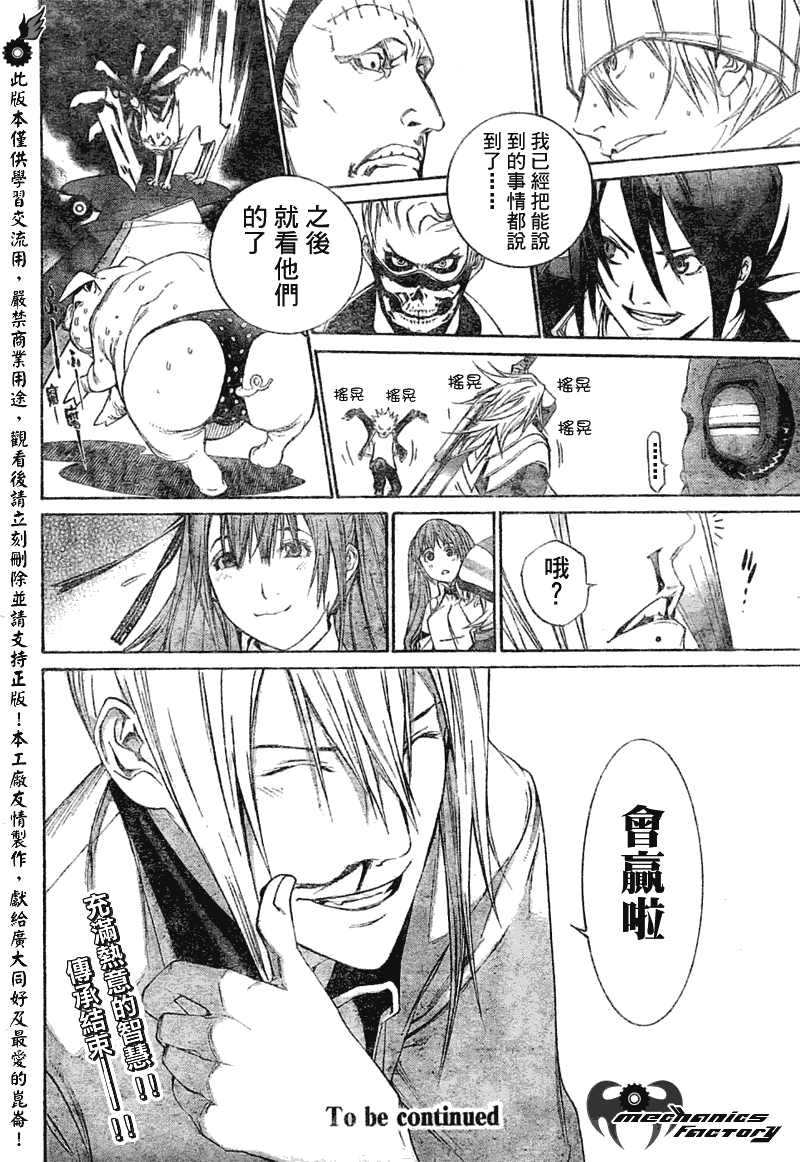 我已經把能說
到的事情都說
到了……
之後
就看他們
的了
搖晃
搖晃
搖晃
搖晃
搖晃
………
哦?
會贏啦
充滿熱意的智慧!!
傳承結束——!!
To be continued
mechanics
Factory
此版本僅供學習交流用,嚴禁商業用途,觀看後請立刻刪除並請支持正版!本工廠友情製作,獻給廣大同好及最愛的崑崙!